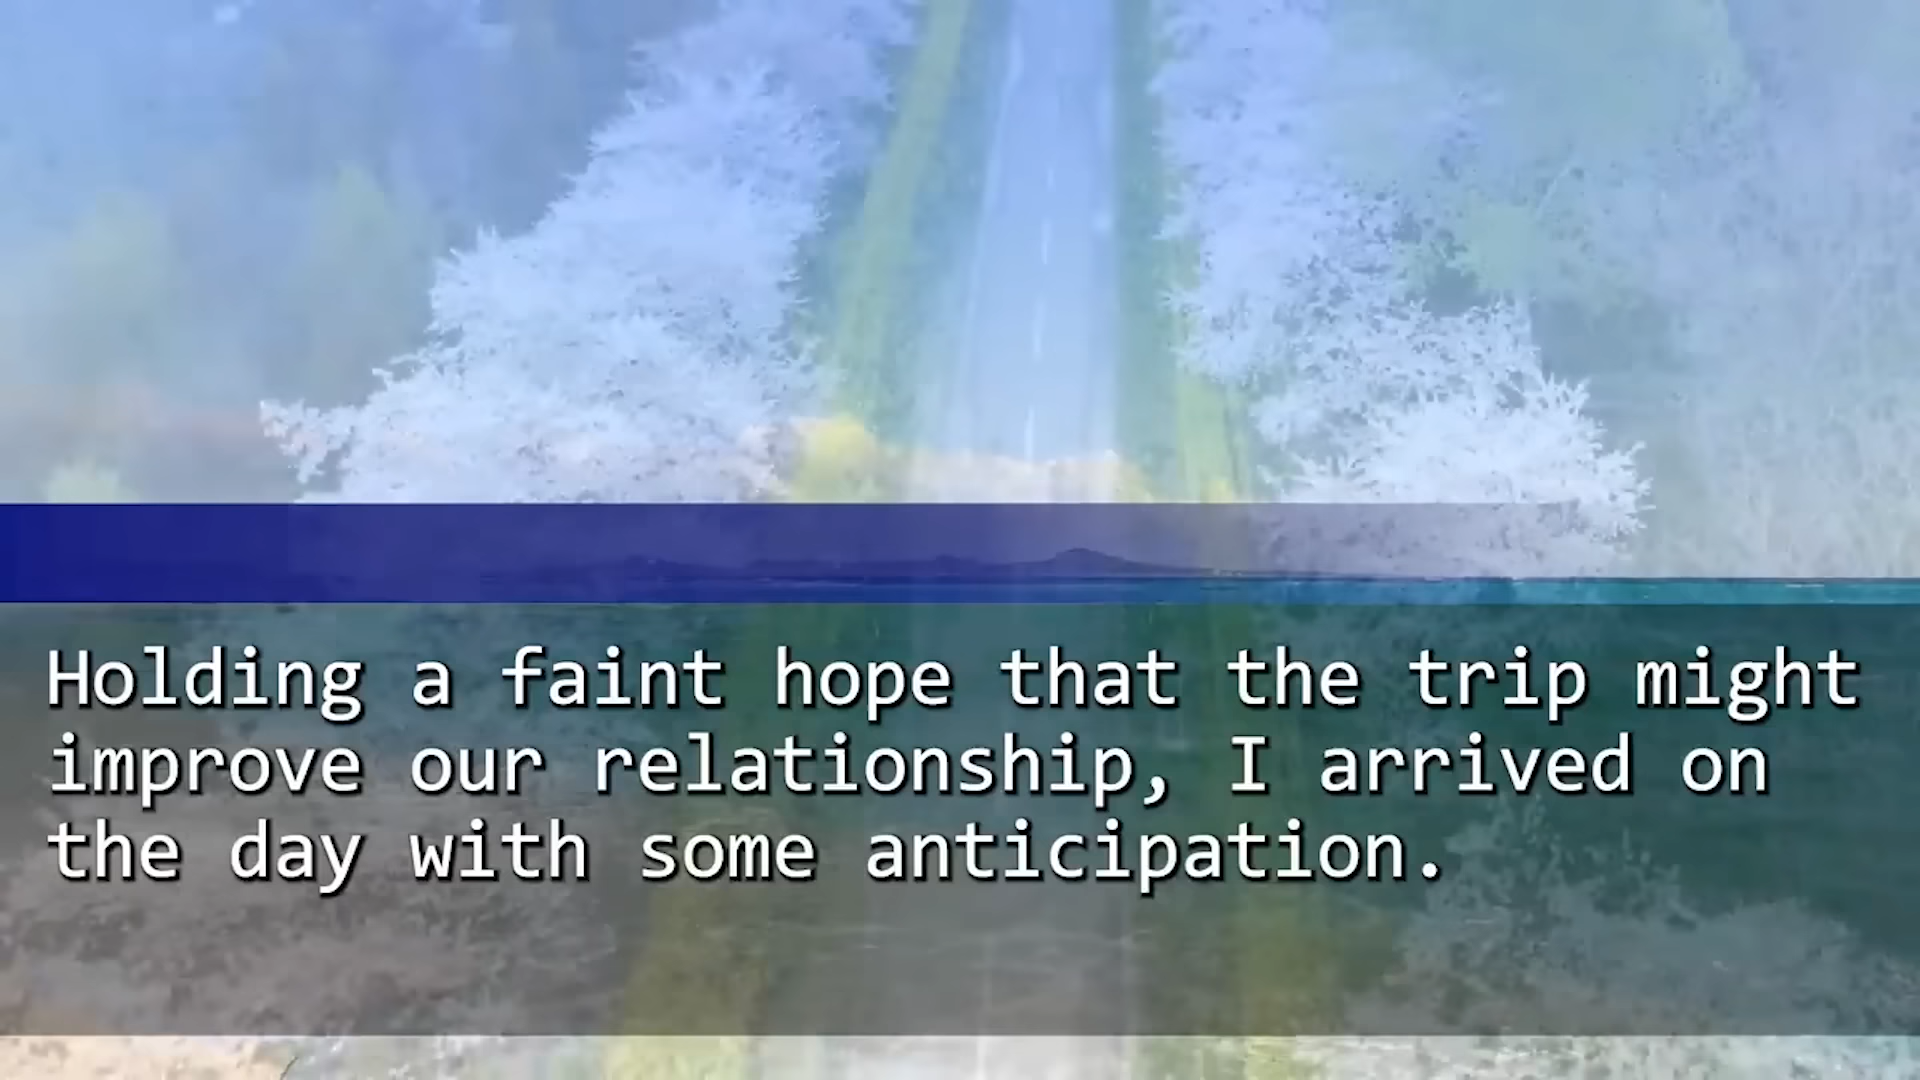 Holding a faint hope that the trip might
improve our relationship, I arrived on
the day with some anticipation.